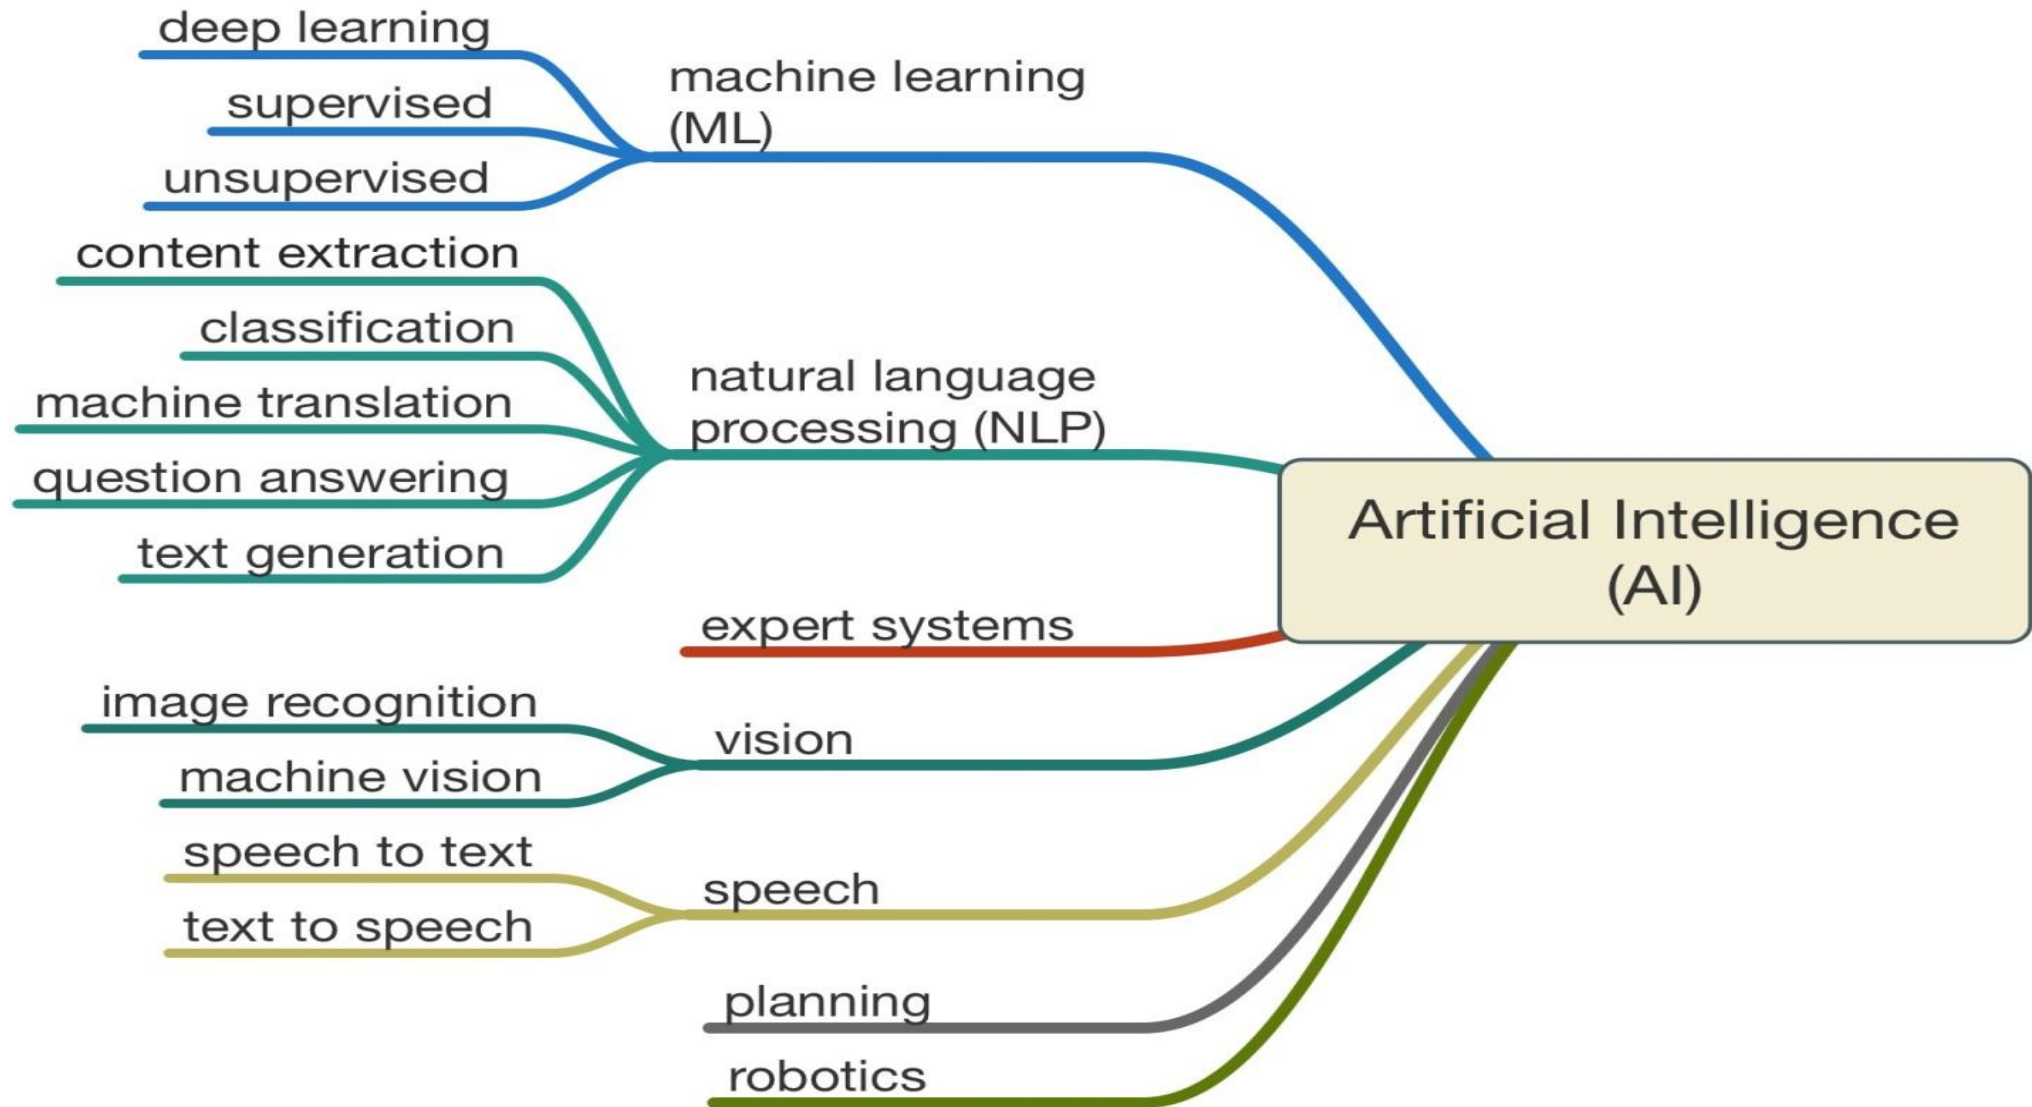 deep learning
supervised
unsupervised
machine learning
(ML)
content extraction
classification
machine translation
question answering
text generation
natural language
processing (NLP)
expert systems
image recognition
machine vision
vision
speech to text
text to speech
speech
planning
robotics
Artificial Intelligence
(AI)